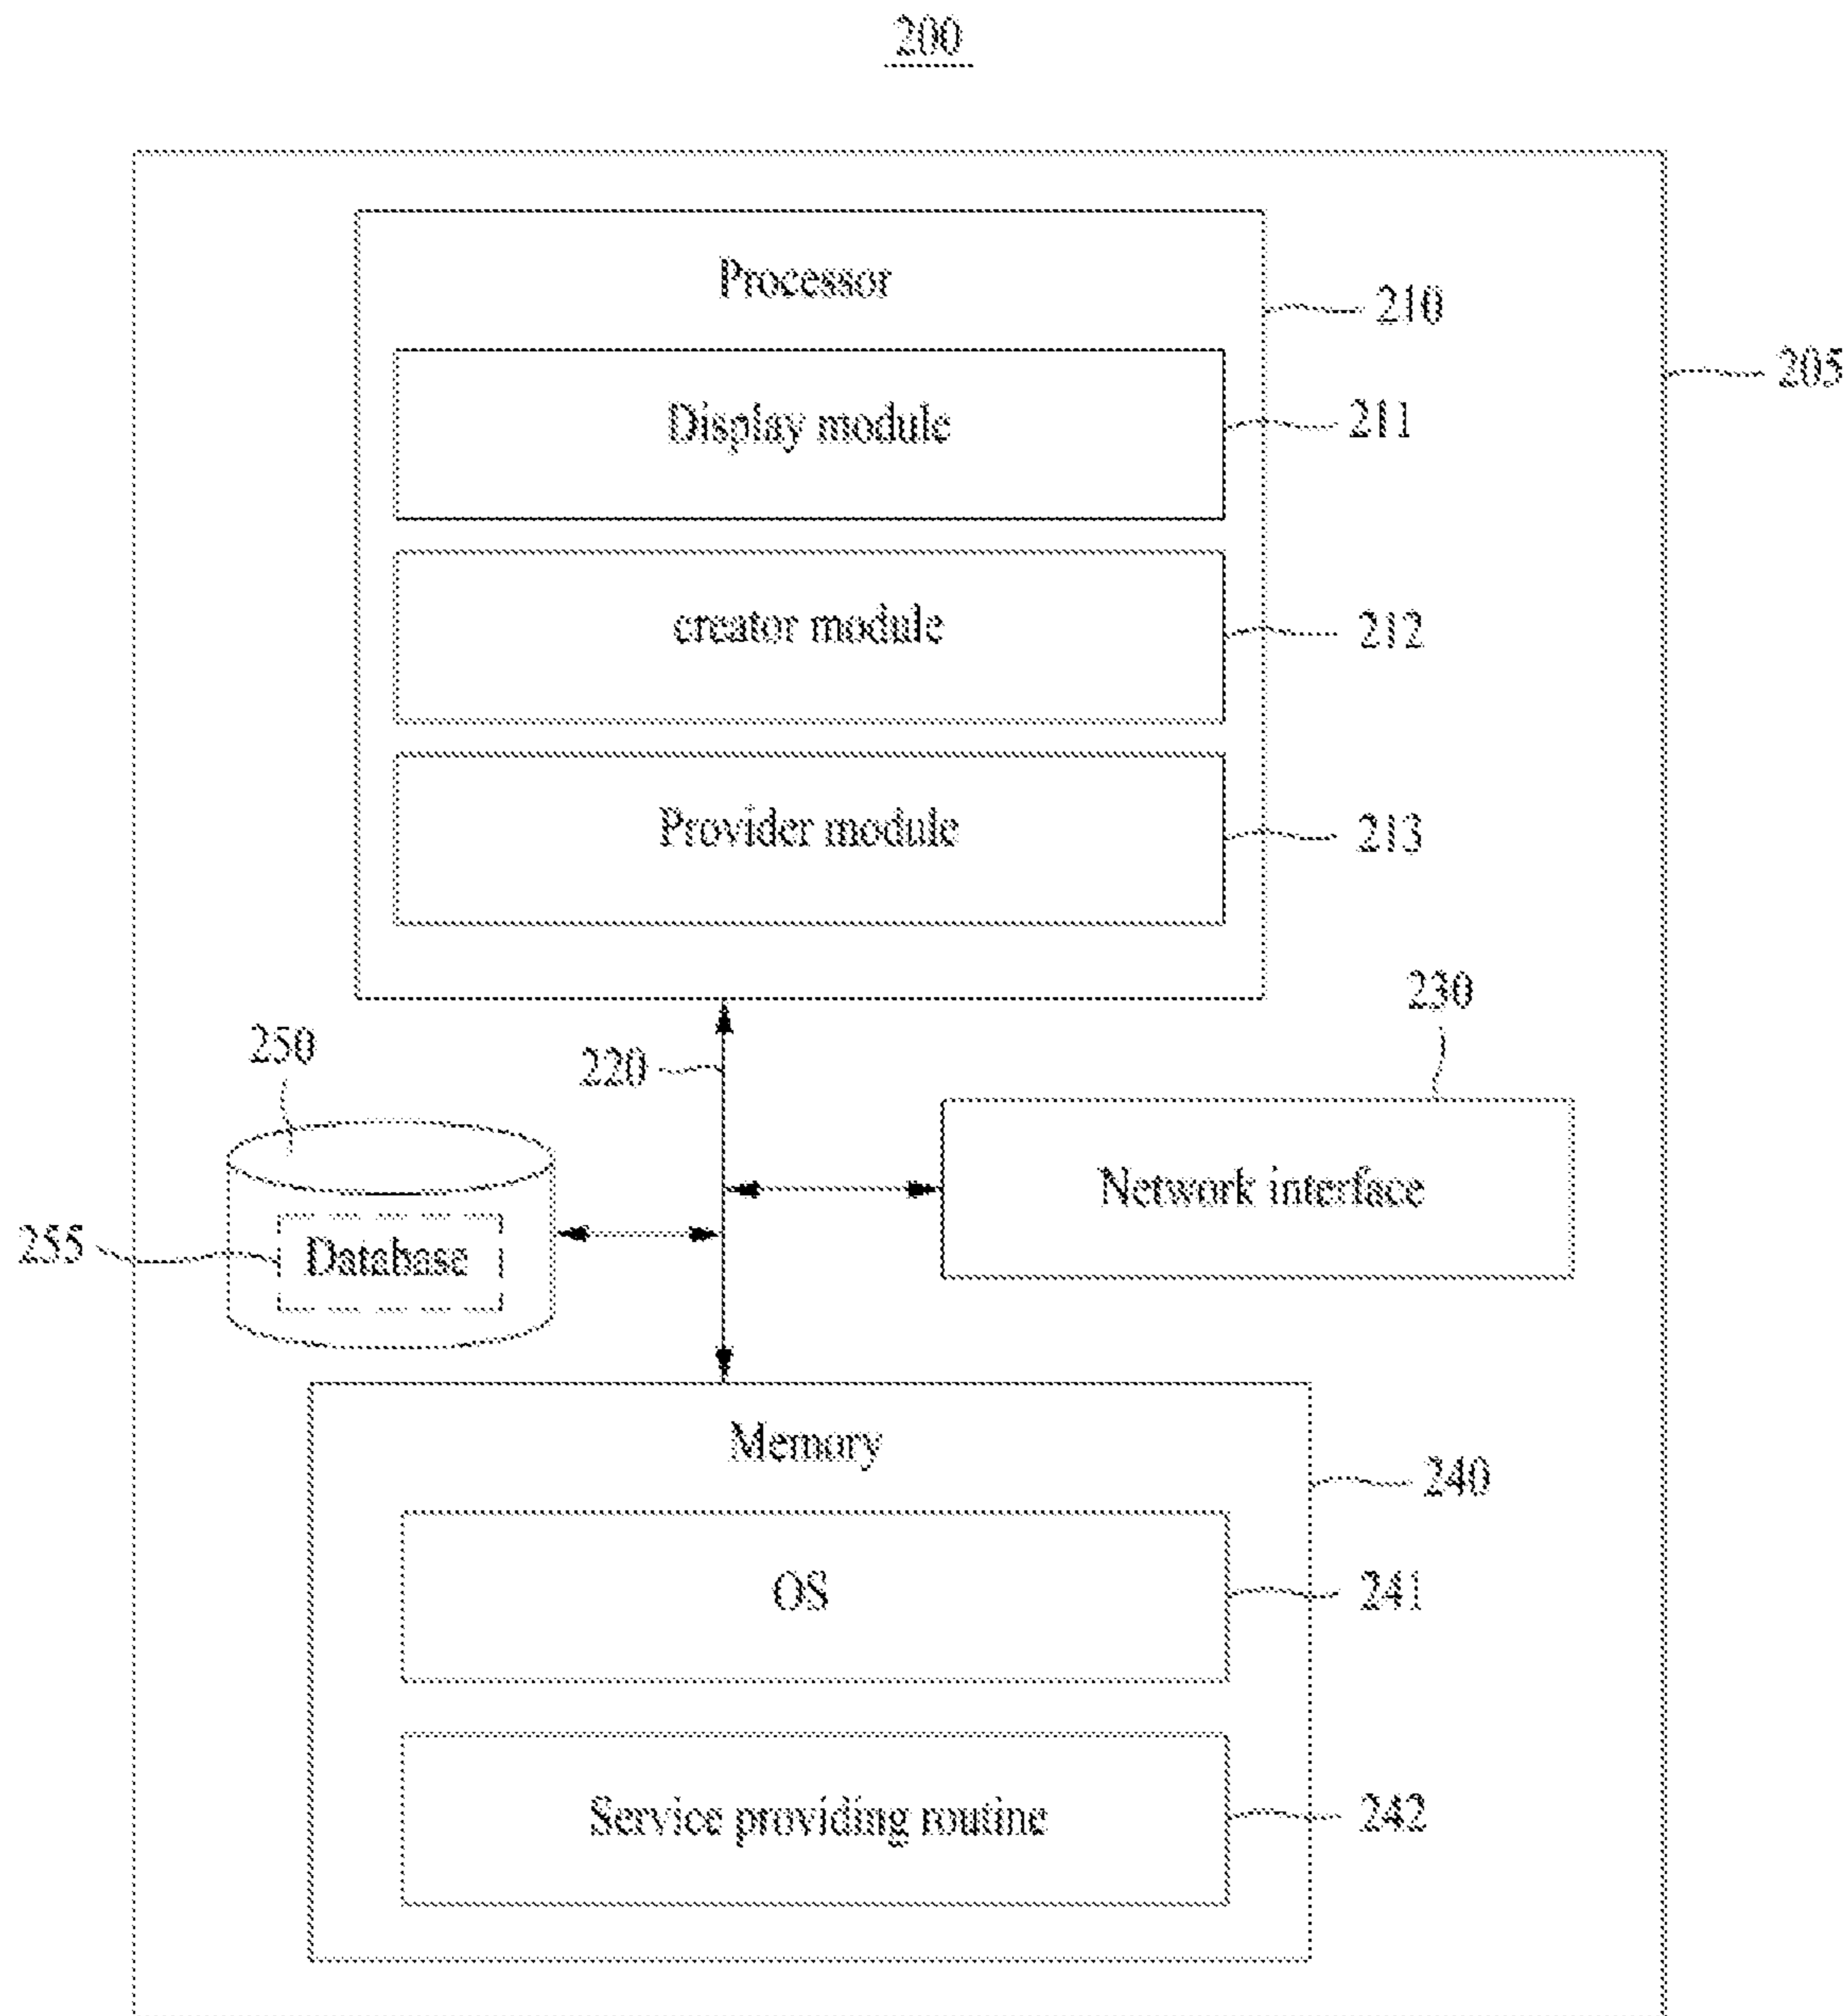 200
Processor
210
205
Display module
211
creator module
212
Provider module
213
230
250
220
Network interface
255
Database
Memory
240
OS
241
Service providing routine
242